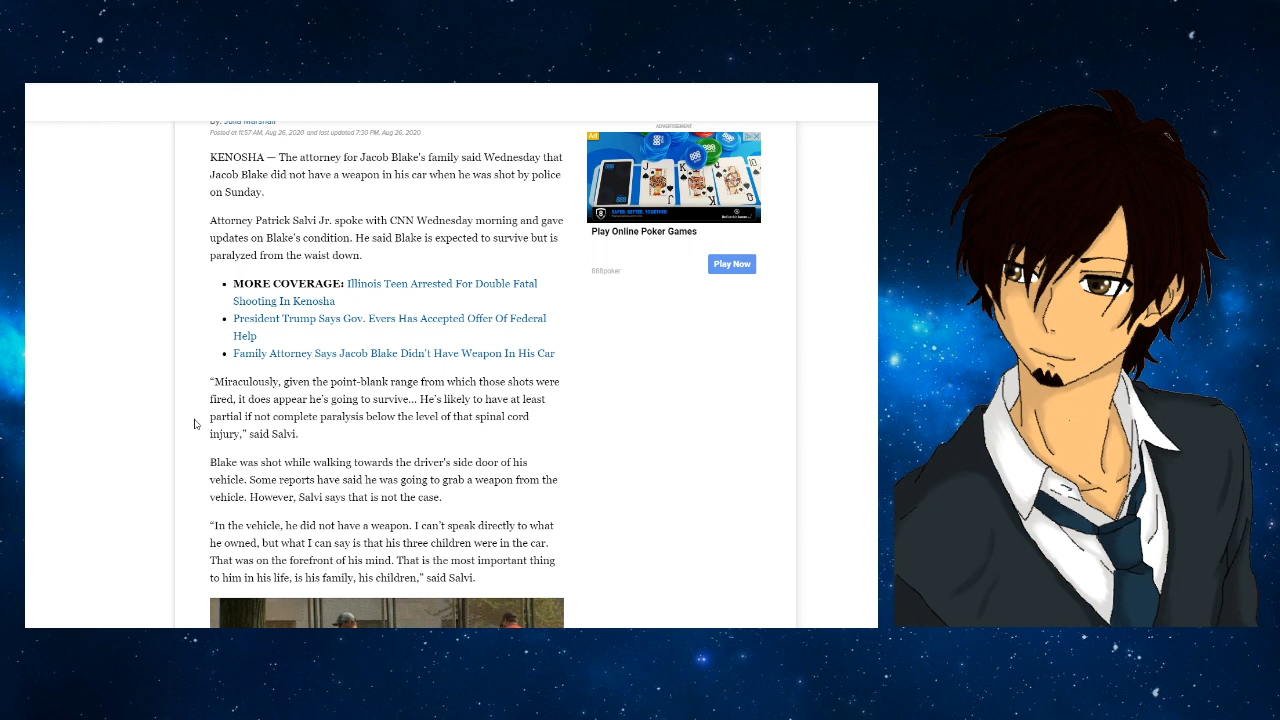 By: Julia Marshall
Posted at 11:57 AM, Aug 26, 2020 and last updated 7:30 PM, Aug 26, 2020
KENOSHA — The attorney for Jacob Blake's family said Wednesday that
Jacob Blake did not have a weapon in his car when he was shot by police
on Sunday.
Attorney Patrick Salvi Jr. spoke with CNN Wednesday morning and gave
updates on Blake's condition. He said Blake is expected to survive but is
paralyzed from the waist down.
MORE COVERAGE: Illinois Teen Arrested For Double Fatal
Shooting In Kenosha
President Trump Says Gov. Evers Has Accepted Offer Of Federal
Help
Family Attorney Says Jacob Blake Didn't Have Weapon In His Car
“Miraculously, given the point-blank range from which those shots were
fired, it does appear he's going to survive... He's likely to have at least
partial if not complete paralysis below the level of that spinal cord
injury,” said Salvi.
Blake was shot while walking towards the driver's side door of his
vehicle. Some reports have said he was going to grab a weapon from the
vehicle. However, Salvi says that is not the case.
“In the vehicle, he did not have a weapon. I can't speak directly to what
he owned, but what I can say is that his three children were in the car.
That was on the forefront of his mind. That is the most important thing
to him in his life, is his family, his children,” said Salvi.
ADVERTISEMENT
Ad
888
888
888
J K Q 10
888
SAFER. BETTER. TOGETHER.
Play Online Poker Games
888poker
Play Now